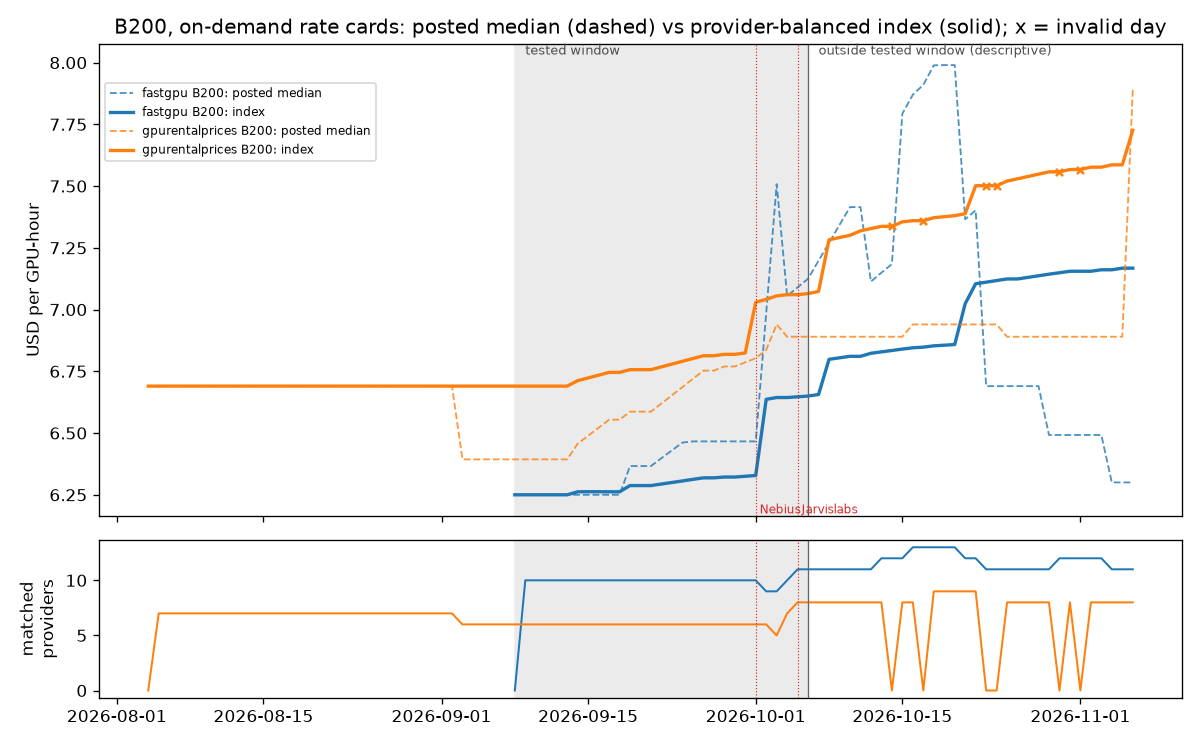 B200, on-demand rate cards: posted median (dashed) vs provider-balanced index (solid); x = invalid day
tested window
outside tested window (descriptive)
fastgpu B200: posted median
fastgpu B200: index
gpurentalprices B200: posted median
gpurentalprices B200: index
USD per GPU-hour
8.00
7.75
7.50
7.25
7.00
6.75
6.50
6.25
Nebius
Jarvislabs
matched
providers
10
5
0
2026-08-01
2026-08-15
2026-09-01
2026-09-15
2026-10-01
2026-10-15
2026-11-01